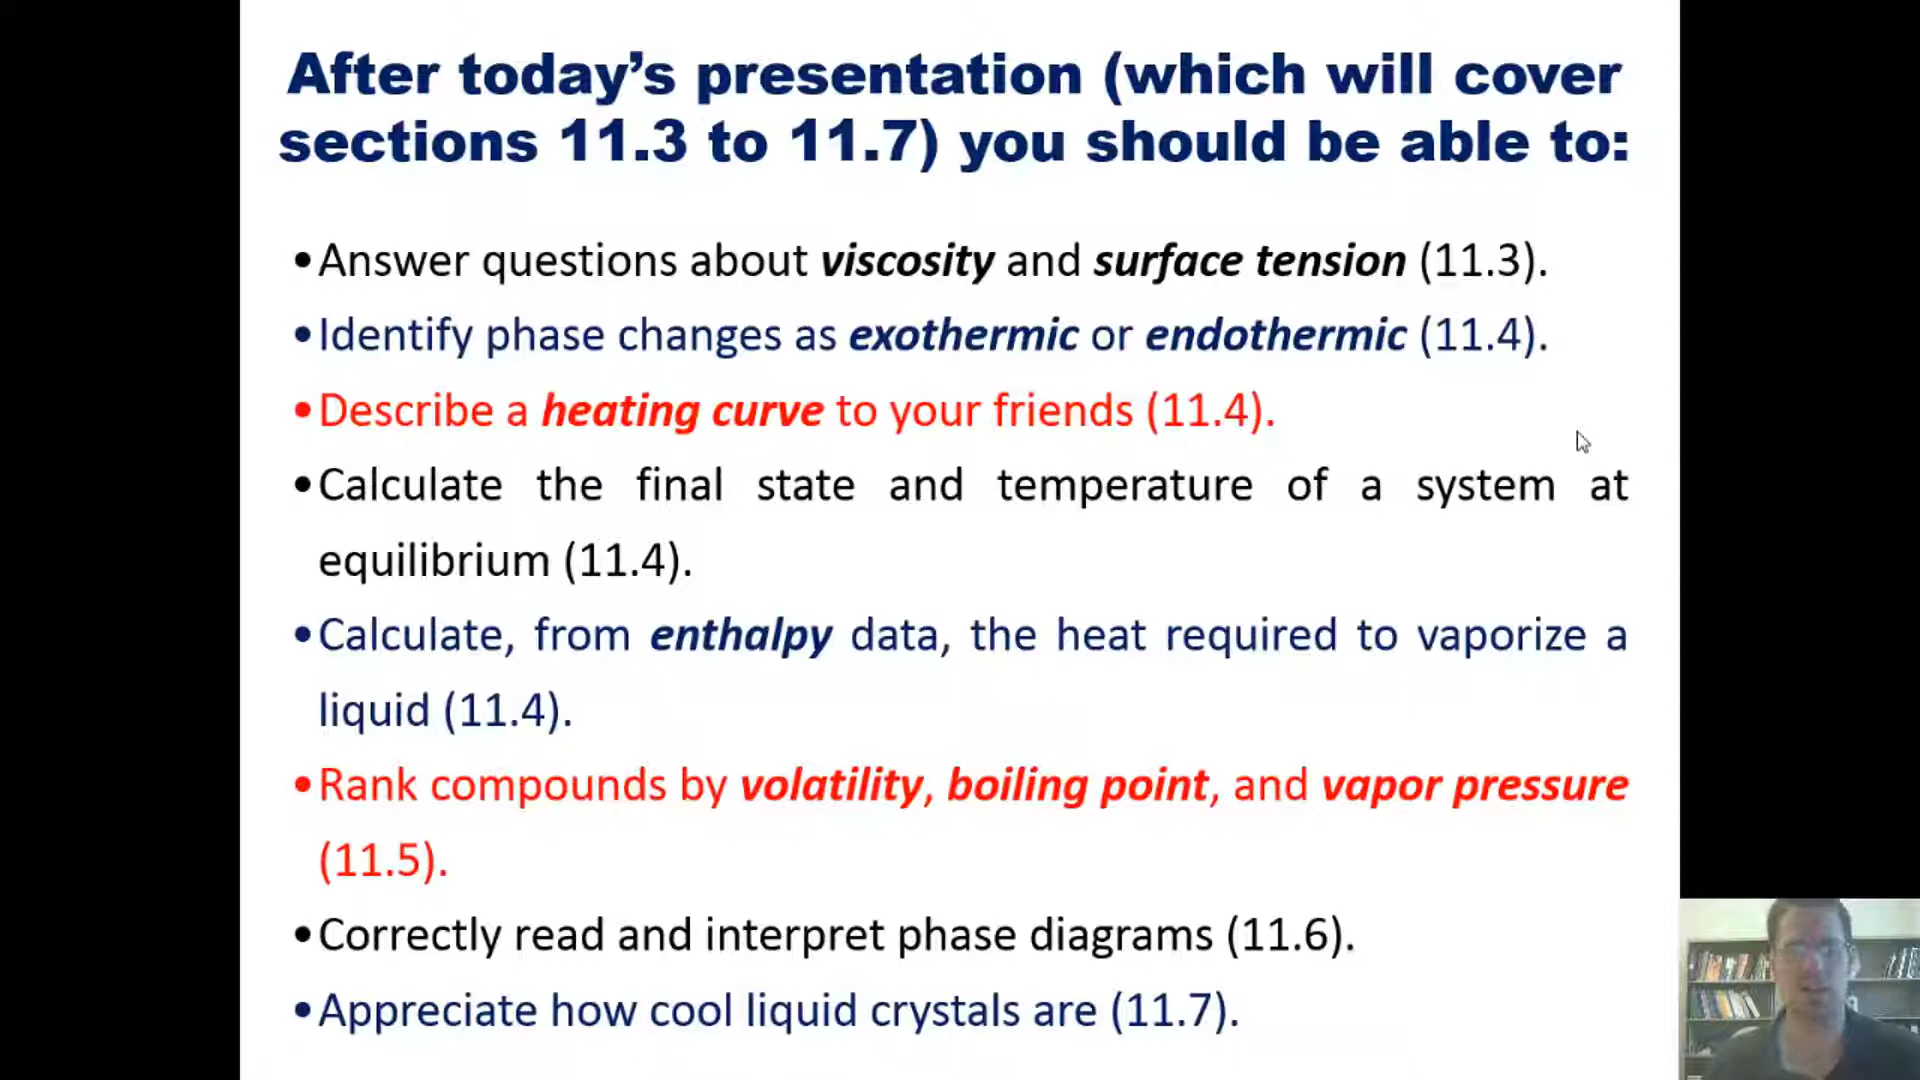 After today’s presentation (which will cover
sections 11.3 to 11.7) you should be able to:
•Answer questions about viscosity and surface tension (11.3).
•Identify phase changes as exothermic or endothermic (11.4).
•Describe a heating curve to your friends (11.4).
•Calculate the final state and temperature of a system at
equilibrium (11.4).
•Calculate, from enthalpy data, the heat required to vaporize a
liquid (11.4).
•Rank compounds by volatility, boiling point, and vapor pressure
(11.5).
•Correctly read and interpret phase diagrams (11.6).
•Appreciate how cool liquid crystals are (11.7).